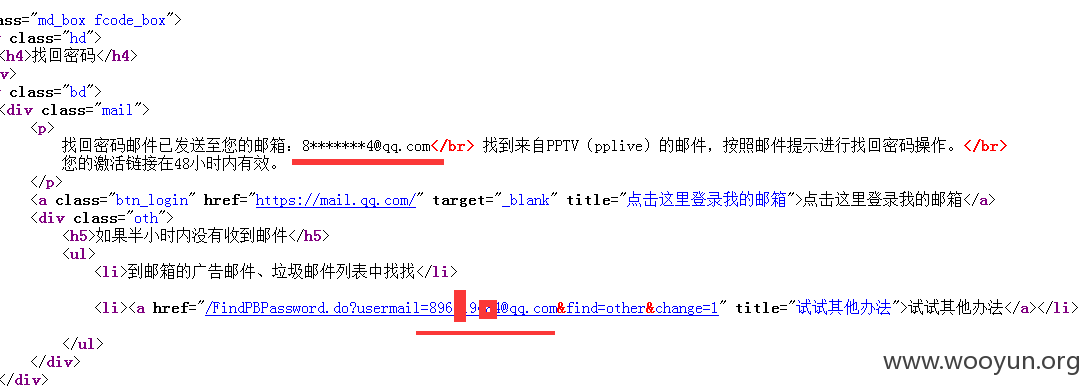 ass="md_box fcode_box">
class="hd">
<h4>找回密码</h4>
v>
class="bd">
<div class="mail">
<p>
找回密码邮件已发送至您的邮箱：8*******4@qq.com</br> 找到来自PPTV（pplive）的邮件，按照邮件提示进行找回密码操作。</br>
您的激活链接在48小时内有效。
</p>
<a class="btn_login" href="https://mail.qq.com/" target="_blank" title="点击这里登录我的邮箱">点击这里登录我的邮箱</a>
<div class="oth">
<h5>如果半小时内没有收到邮件</h5>
<ul>
<li>到邮箱的广告邮件、垃圾邮件列表中找找</li>
<li><a href="/FindPBPassword.do?usermail=896 4@qq.com&find=other&change=1" title="试试其他办法">试试其他办法</a></li>
</ul>
</div>
</div>
www.wooyun.org